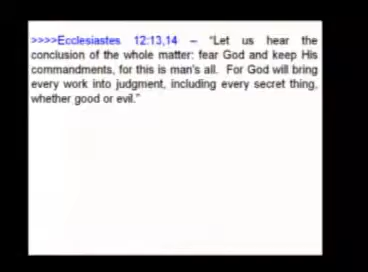 >>>>Ecclesiastes 12:13,14 – "Let us hear the
conclusion of the whole matter: fear God and keep His
commandments, for this is man's all. For God will bring
every work into judgment, including every secret thing,
whether good or evil."